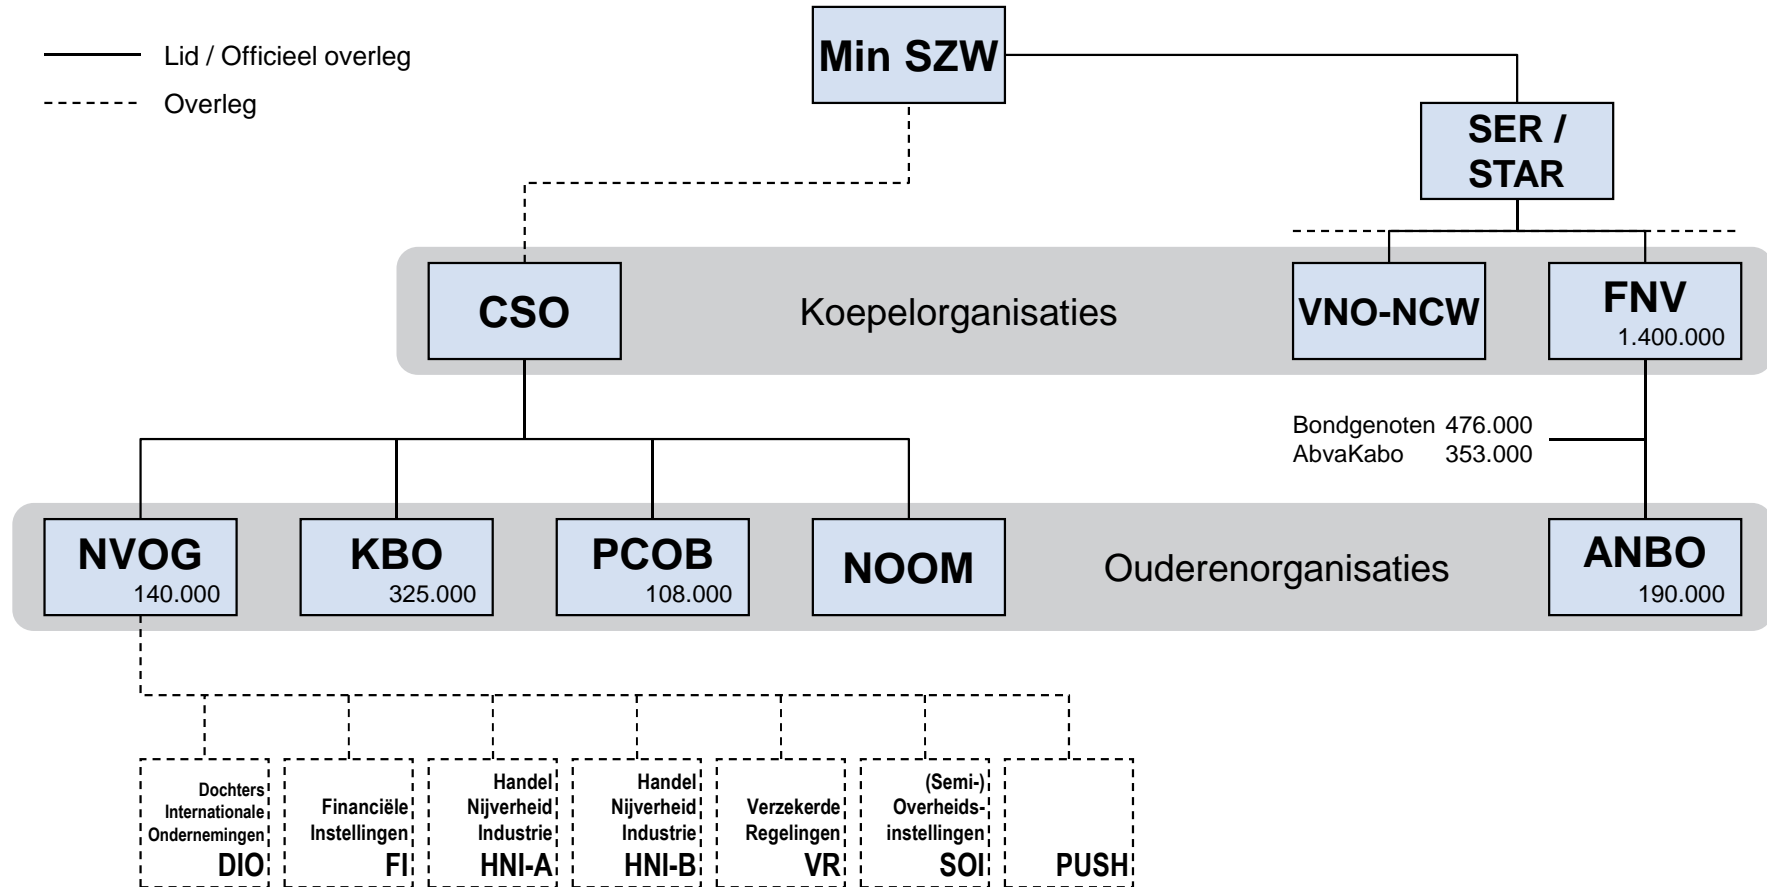 Lid / Officieel overleg
Overleg
Min SZW
SER /
STAR
CSO
Koepelorganisaties
VNO-NCW
FNV
1.400.000
Bondgenoten 476.000
AbvaKabo 353.000
NVOG
140.000
KBO
325.000
PCOB
108.000
NOOM
Ouderenorganisaties
ANBO
190.000
Dochters
Internationale
Ondernemingen
DIO
Financiële
Instellingen
FI
Handel
Nijverheid
Industrie
HNI-A
Handel
Nijverheid
Industrie
HNI-B
Verzekerde
Regelingen
VR
(Semi-)
Overheids-
instellingen
SOI
PUSH